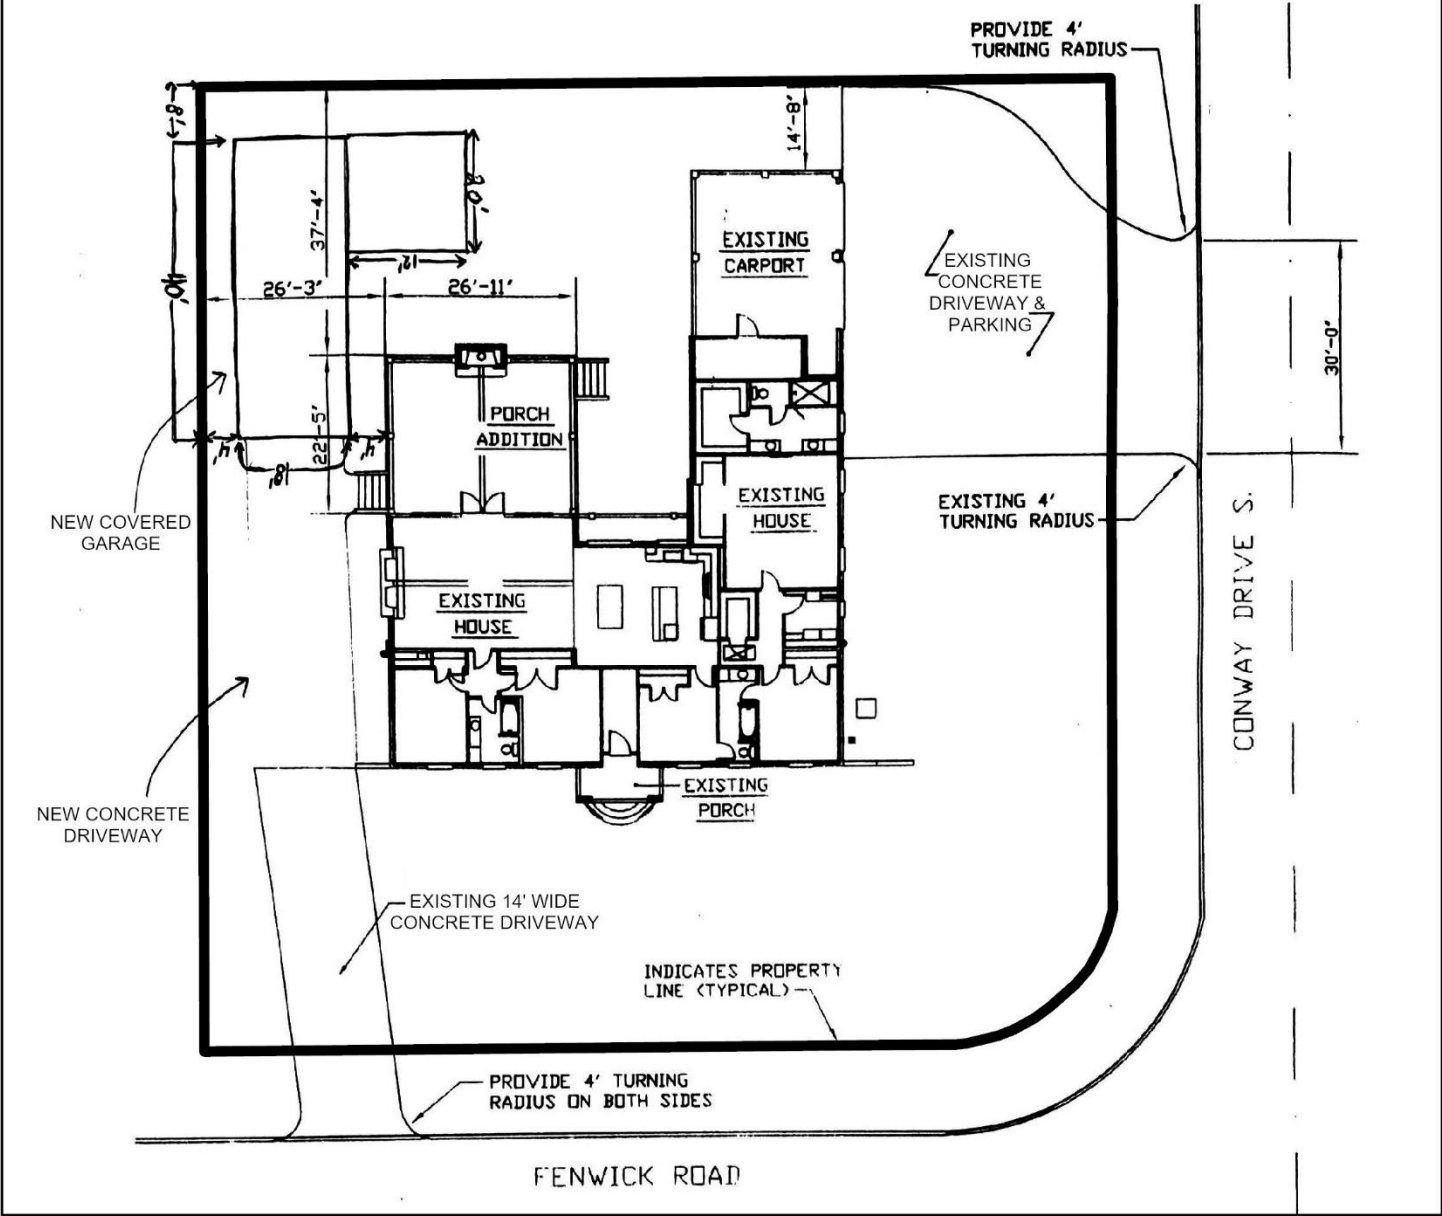 PROVIDE 4'
TURNING RADIUS
8'
14'-8"
37'-4"
20'
12'
40'
26'-3"
26'-11"
EXISTING
CARPORT
EXISTING
CONCRETE
DRIVEWAY &
PARKING
30'-0"
PORCH
ADDITION
22'-5"
4'
4'
18'
NEW COVERED
GARAGE
EXISTING
HOUSE
EXISTING 4'
TURNING RADIUS
CONWAY DRIVE S.
EXISTING
HOUSE
EXISTING
PORCH
NEW CONCRETE
DRIVEWAY
EXISTING 14' WIDE
CONCRETE DRIVEWAY
INDICATES PROPERTY
LINE (TYPICAL)
PROVIDE 4' TURNING
RADIUS ON BOTH SIDES
FENWICK ROAD